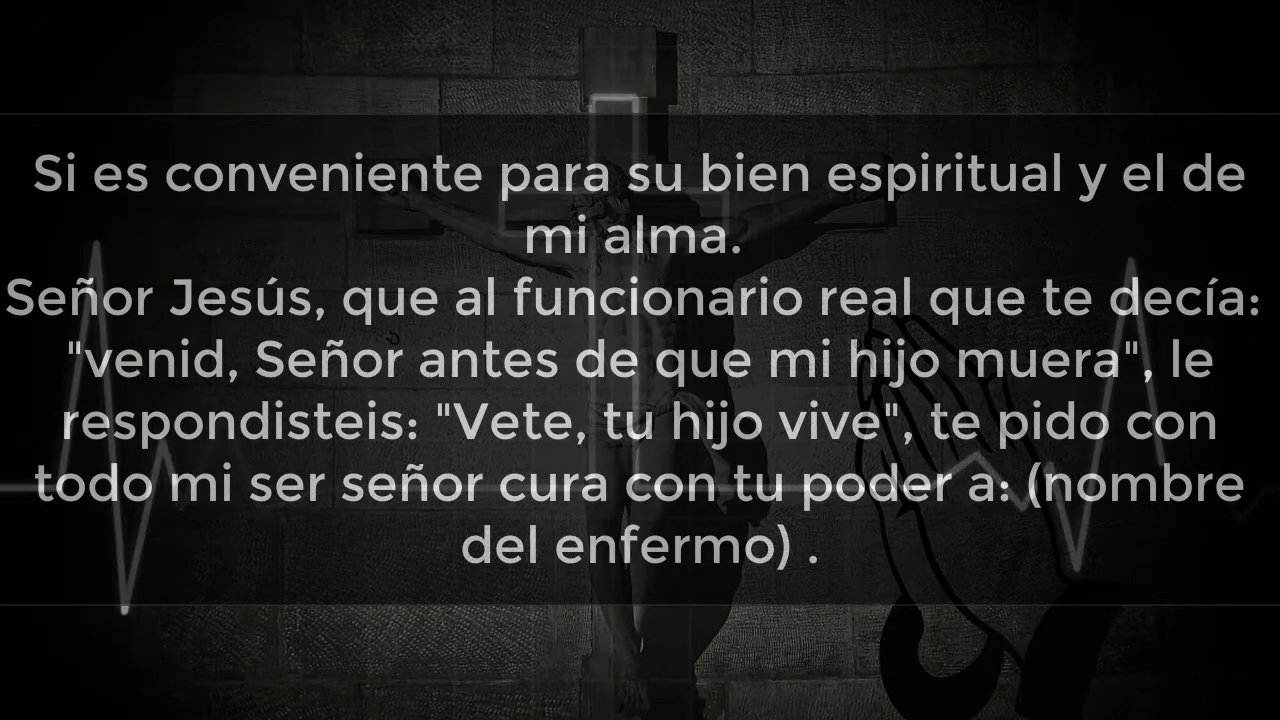 Si es conveniente para su bien espiritual y el de
mi alma.
Señor Jesús, que al funcionario real que te decía:
"venid, Señor antes de que mi hijo muera", le
respondisteis: "Vete, tu hijo vive", te pido con
todo mi ser señor cura con tu poder a: (nombre
del enfermo) .